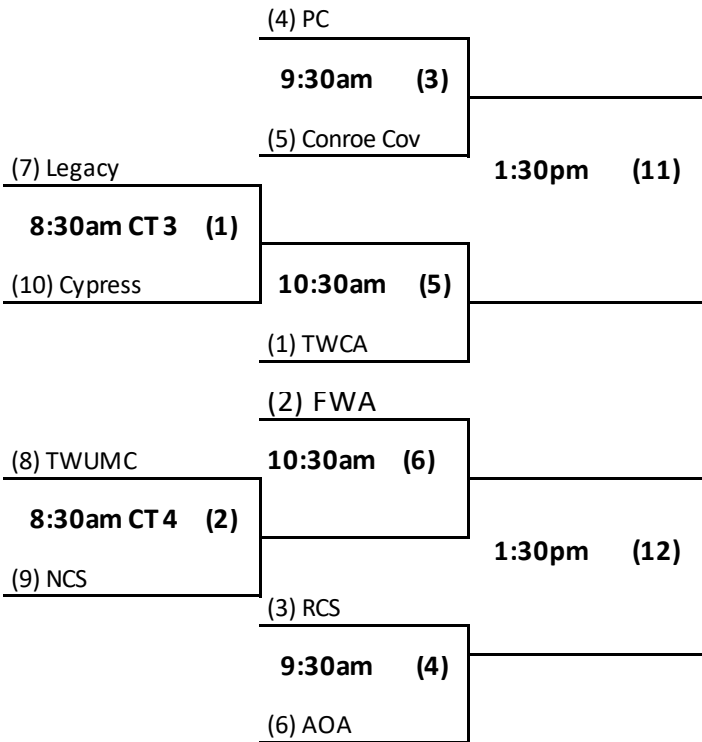 (4) PC
9:30am (3)
(5) Conroe Cov
(7) Legacy
1:30pm (11)
8:30am CT 3 (1)
(10) Cypress
10:30am (5)
(1) TWCA
(2) FWA
(8) TWUMC
10:30am (6)
8:30am CT 4 (2)
1:30pm (12)
(9) NCS
(3) RCS
9:30am (4)
(6) AOA